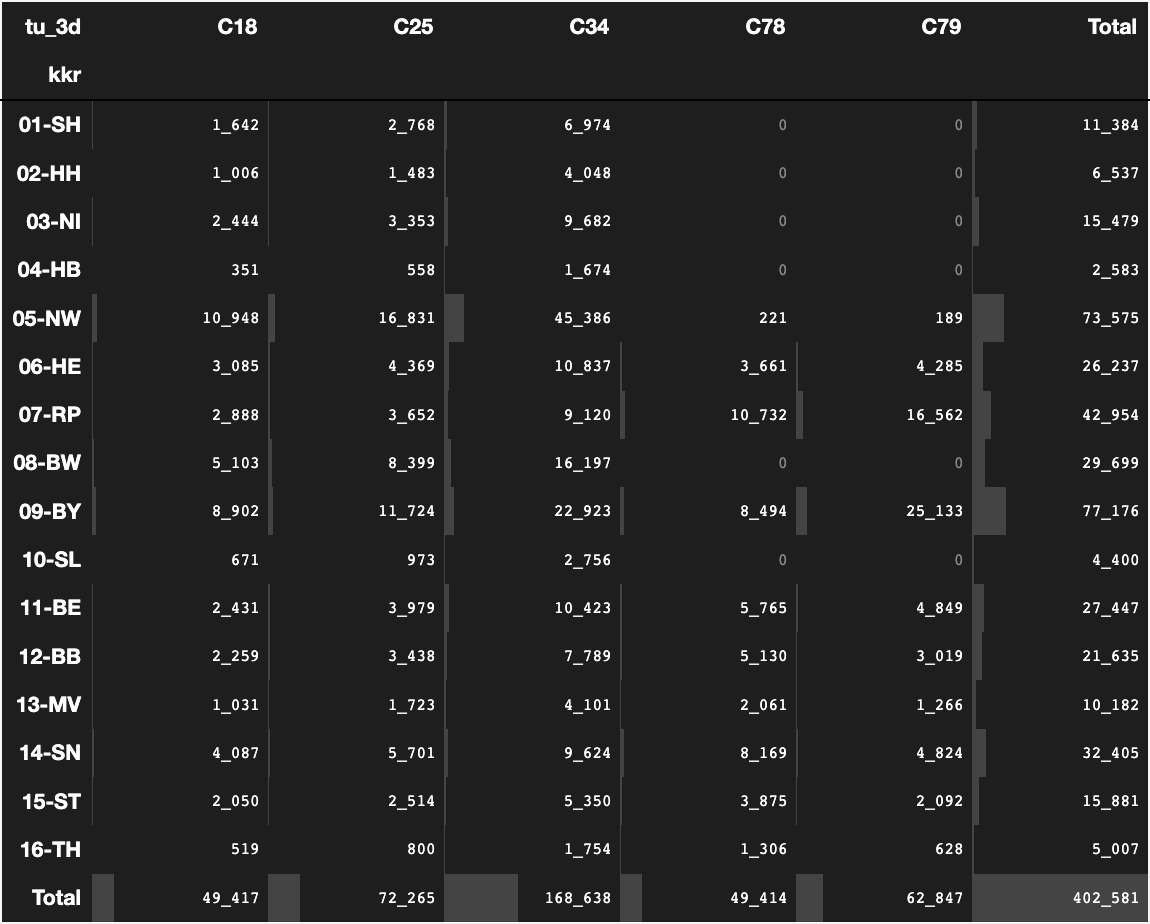 tu_3d C18 C25 C34 C78 C79 Total
kkr
01-SH 1_642 2_768 6_974 0 0 11_384
02-HH 1_006 1_483 4_048 0 0 6_537
03-NI 2_444 3_353 9_682 0 0 15_479
04-HB 351 558 1_674 0 0 2_583
05-NW 10_948 16_831 45_386 221 189 73_575
06-HE 3_085 4_369 10_837 3_661 4_285 26_237
07-RP 2_888 3_652 9_120 10_732 16_562 42_954
08-BW 5_103 8_399 16_197 0 0 29_699
09-BY 8_902 11_724 22_923 8_494 25_133 77_176
10-SL 671 973 2_756 0 0 4_400
11-BE 2_431 3_979 10_423 5_765 4_849 27_447
12-BB 2_259 3_438 7_789 5_130 3_019 21_635
13-MV 1_031 1_723 4_101 2_061 1_266 10_182
14-SN 4_087 5_701 9_624 8_169 4_824 32_405
15-ST 2_050 2_514 5_350 3_875 2_092 15_881
16-TH 519 800 1_754 1_306 628 5_007
Total 49_417 72_265 168_638 49_414 62_847 402_581